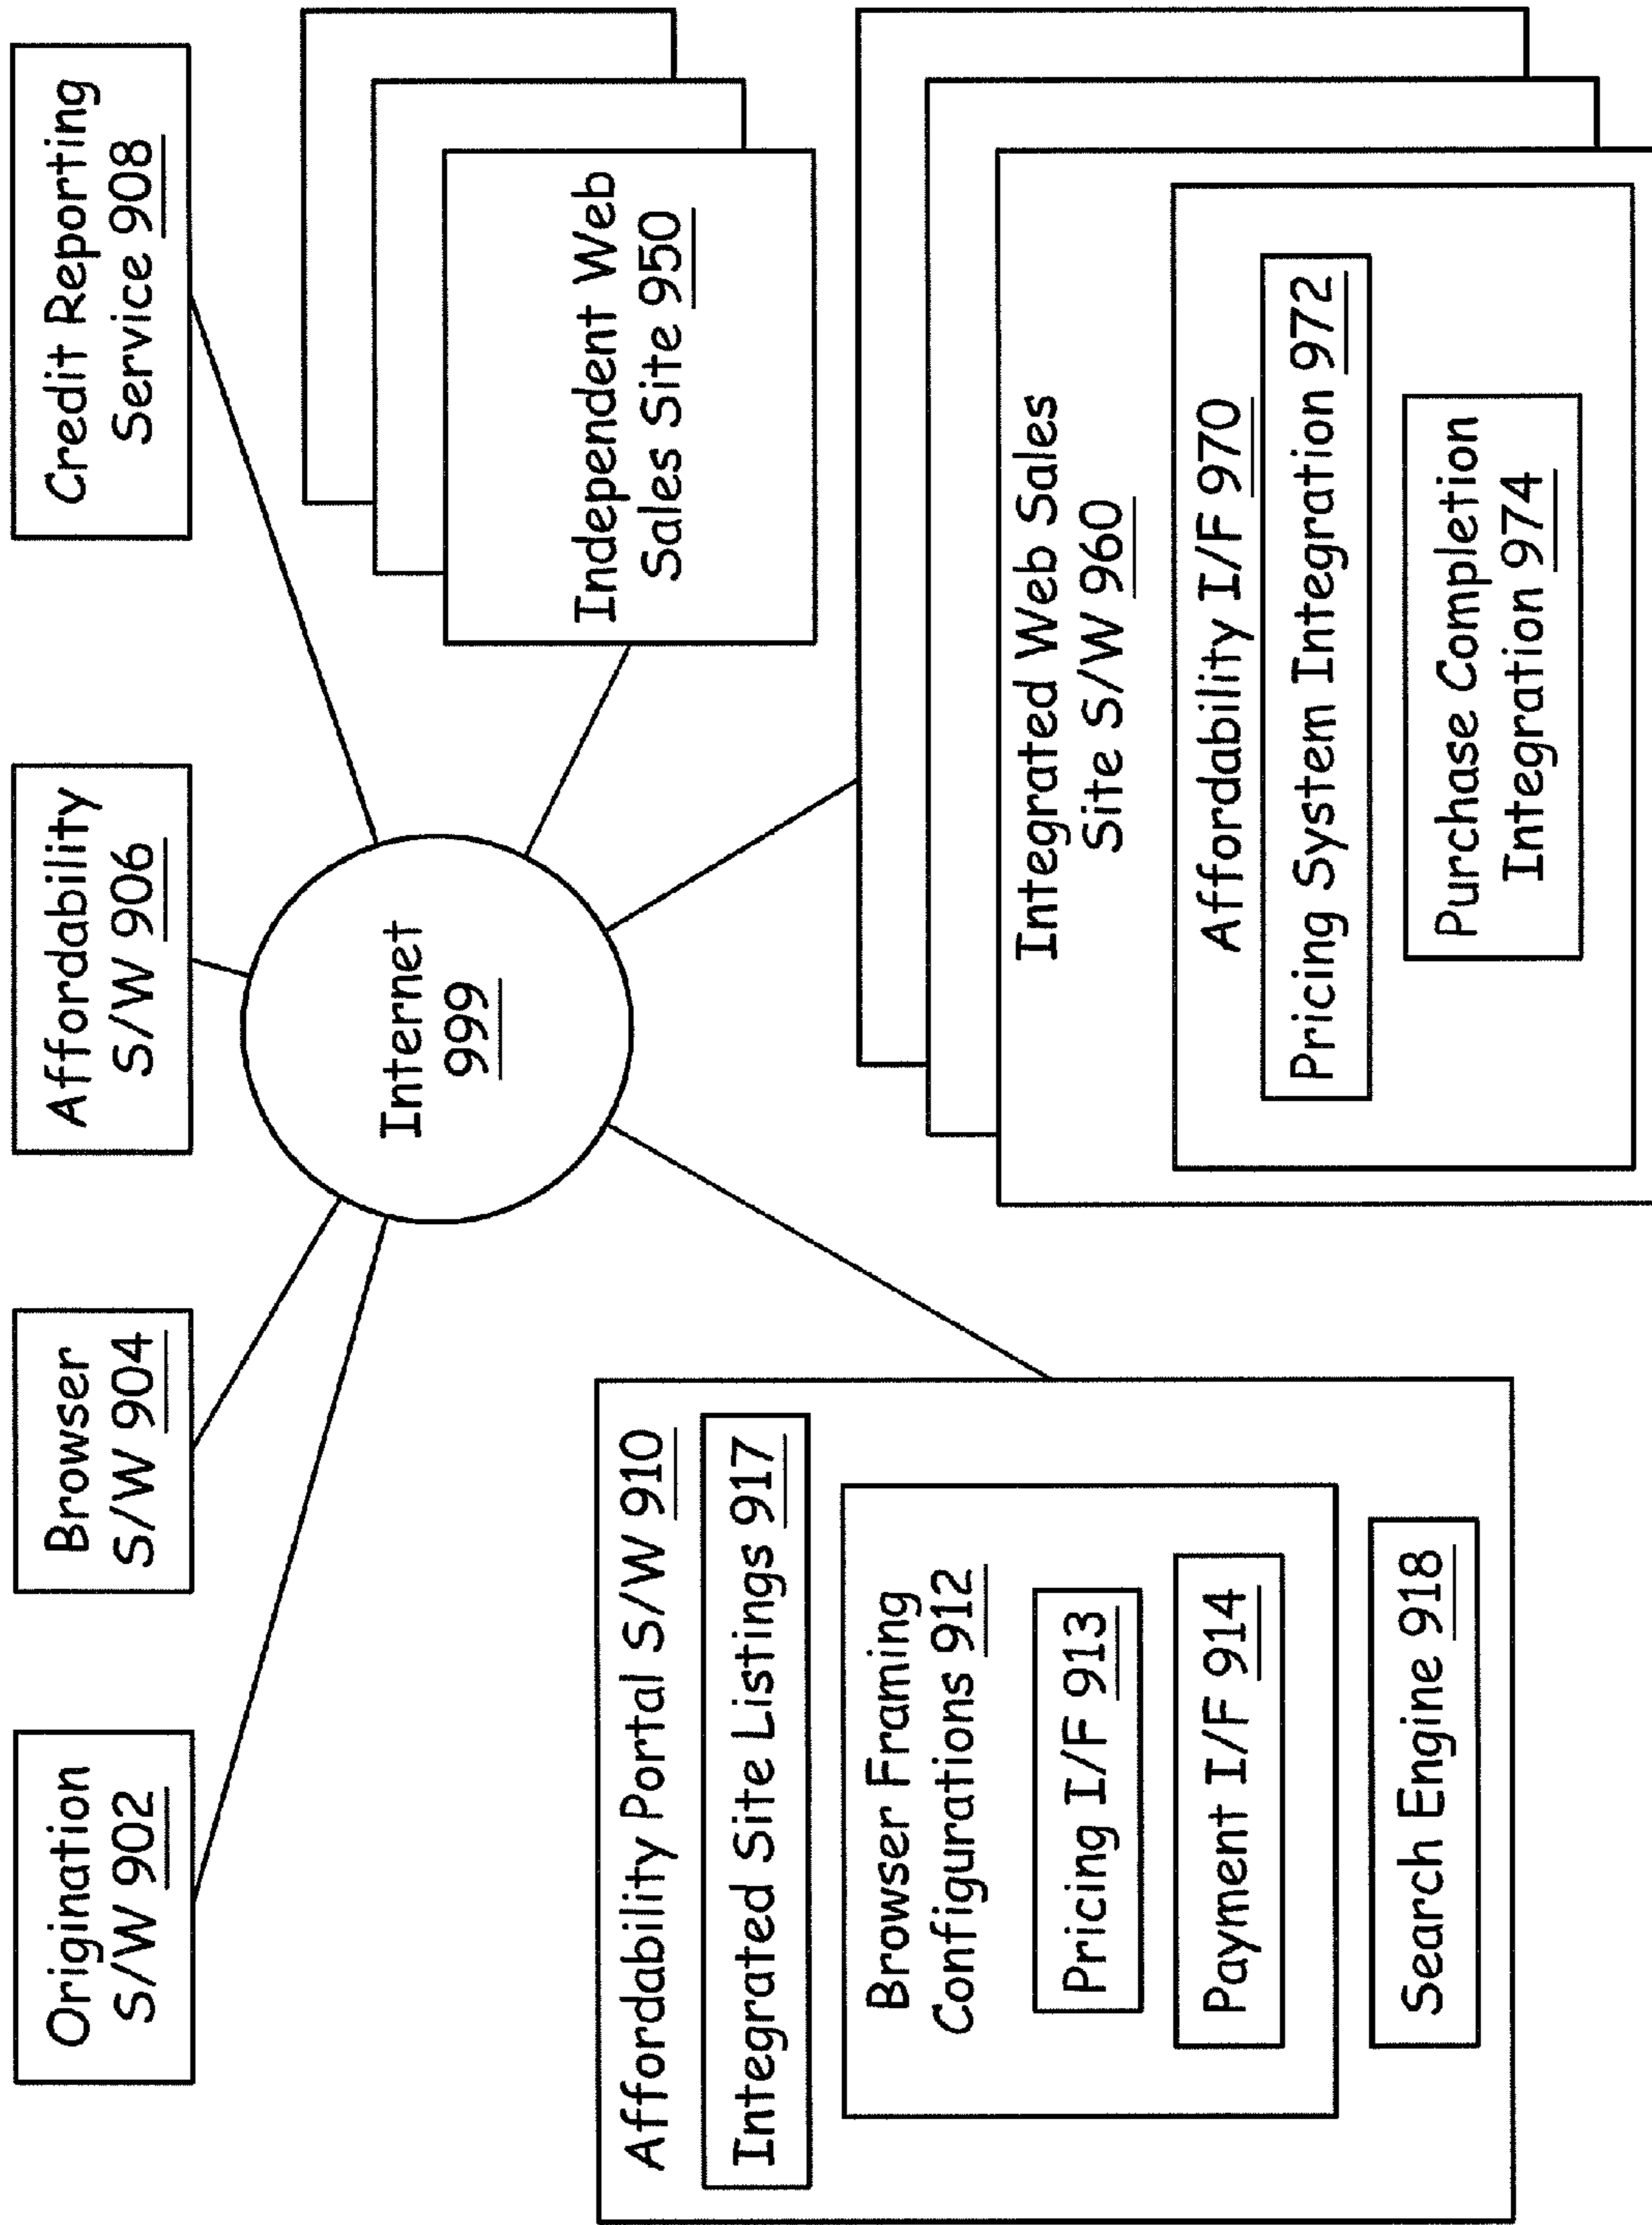 Origination
S/W 902
Browser
S/W 904
Affordability
S/W 906
Credit Reporting
Service 908
Internet
999
Independent Web
Sales Site 950
Affordability Portal S/W 910
Integrated Site Listings 917
Browser Framing
Configurations 912
Pricing I/F 913
Payment I/F 914
Search Engine 918
Integrated Web Sales
Site S/W 960
Affordability I/F 970
Pricing System Integration 972
Purchase Completion
Integration 974